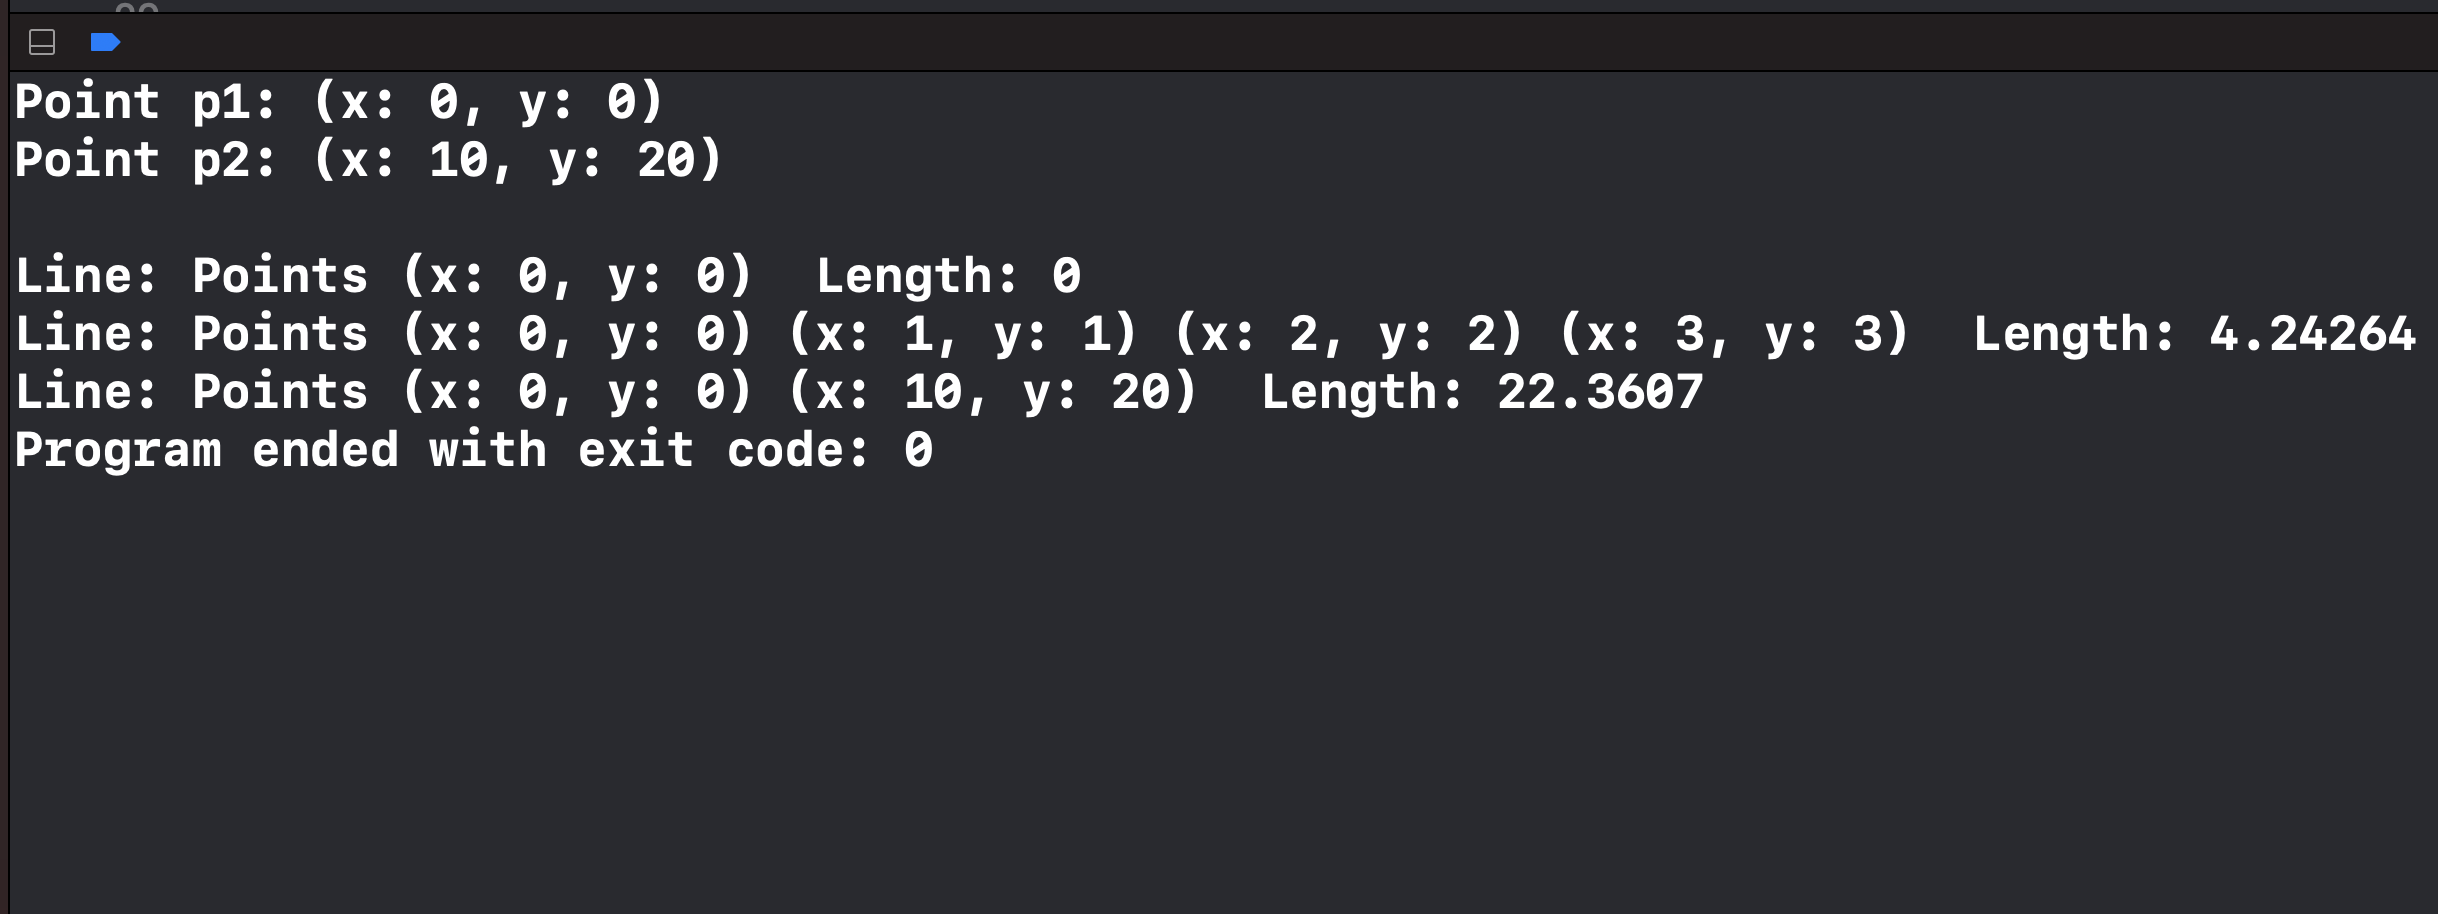 Point p1: (x: 0, y: 0)
Point p2: (x: 10, y: 20)
Line: Points (x: 0, y: 0)  Length: 0
Line: Points (x: 0, y: 0) (x: 1, y: 1) (x: 2, y: 2) (x: 3, y: 3)  Length: 4.24264
Line: Points (x: 0, y: 0) (x: 10, y: 20)  Length: 22.3607
Program ended with exit code: 0